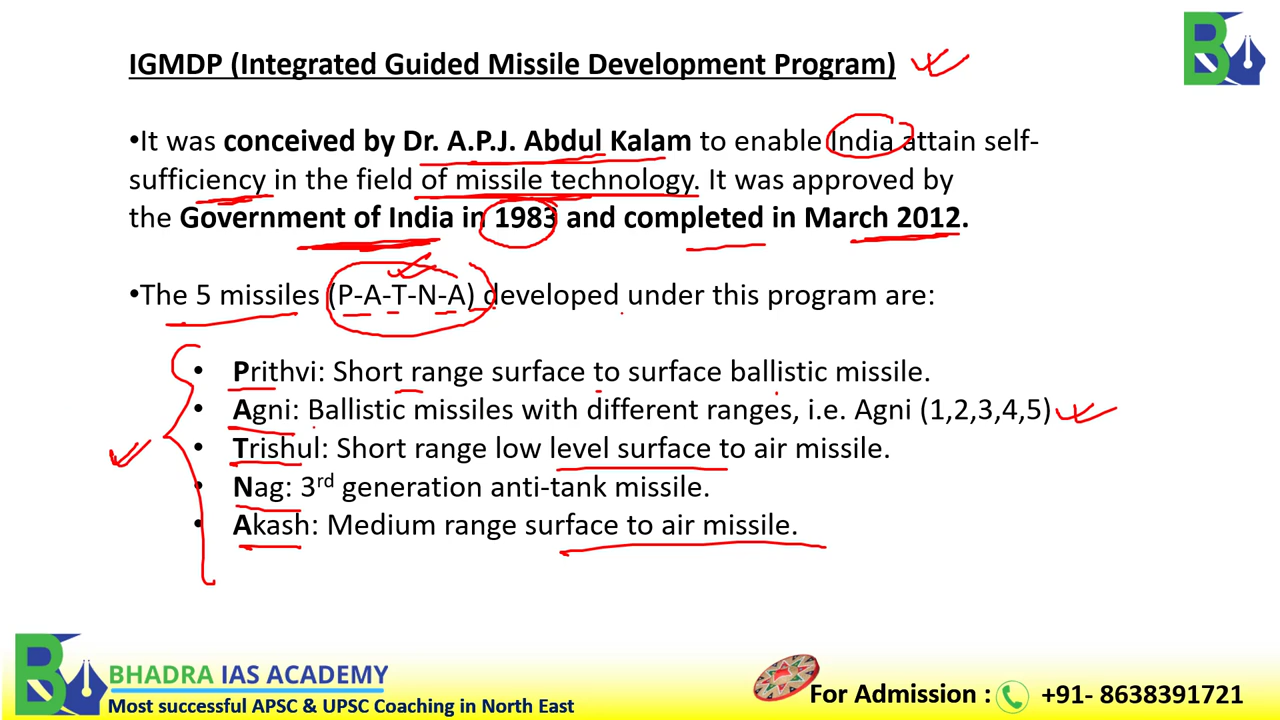 IGMDP (Integrated Guided Missile Development Program)
•It was conceived by Dr. A.P.J. Abdul Kalam to enable India attain self-
sufficiency in the field of missile technology. It was approved by
the Government of India in 1983 and completed in March 2012.
•The 5 missiles (P-A-T-N-A) developed under this program are:
• Prithvi: Short range surface to surface ballistic missile.
• Agni: Ballistic missiles with different ranges, i.e. Agni (1,2,3,4,5)
• Trishul: Short range low level surface to air missile.
• Nag: 3rd generation anti-tank missile.
• Akash: Medium range surface to air missile.
BHADRA IAS ACADEMY
Most successful APSC & UPSC Coaching in North East
For Admission : +91- 8638391721